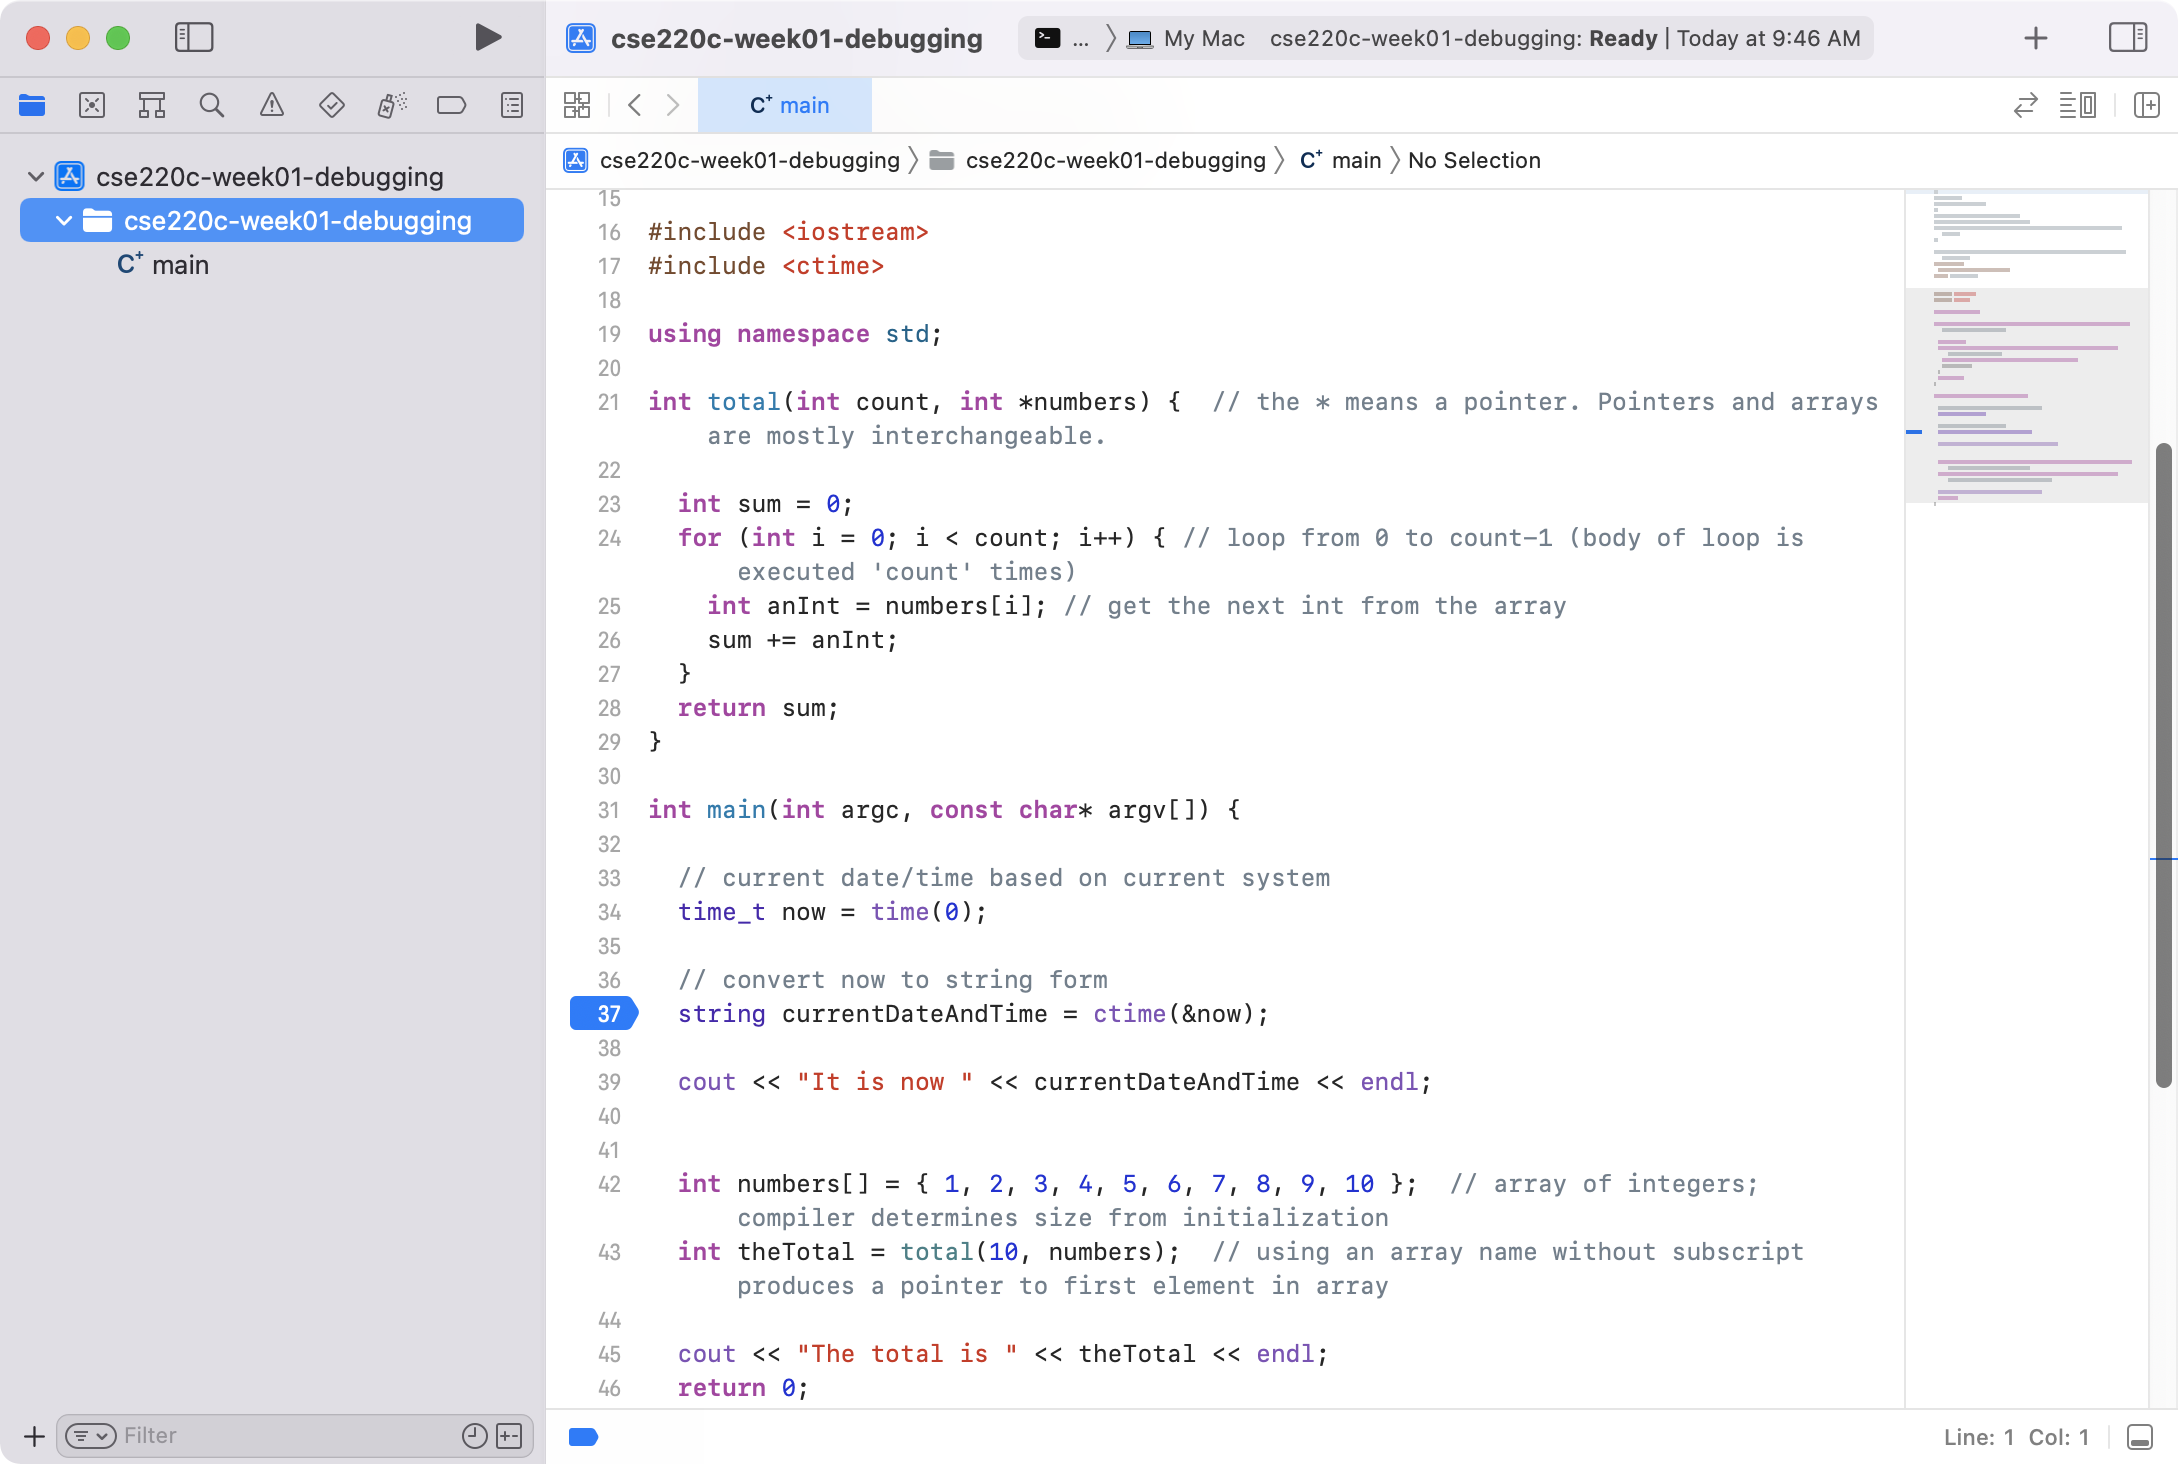 cse220c-week01-debugging
... My Mac cse220c-week01-debugging: Ready | Today at 9:46 AM
C+ main
cse220c-week01-debugging cse220c-week01-debugging C+ main No Selection
cse220c-week01-debugging
cse220c-week01-debugging
C+ main
15
16 #include <iostream>
17 #include <ctime>
18
19 using namespace std;
20
21 int total(int count, int *numbers) {  // the * means a pointer. Pointers and arrays
are mostly interchangeable.
22
23 int sum = 0;
24 for (int i = 0; i < count; i++) { // loop from 0 to count-1 (body of loop is
executed 'count' times)
25 int anInt = numbers[i]; // get the next int from the array
26 sum += anInt;
27 }
28 return sum;
29 }
30
31 int main(int argc, const char* argv[]) {
32
33 // current date/time based on current system
34 time_t now = time(0);
35
36 // convert now to string form
37 string currentDateAndTime = ctime(&now);
38
39 cout << "It is now " << currentDateAndTime << endl;
40
41
42 int numbers[] = { 1, 2, 3, 4, 5, 6, 7, 8, 9, 10 };  // array of integers;
compiler determines size from initialization
43 int theTotal = total(10, numbers);  // using an array name without subscript
produces a pointer to first element in array
44
45 cout << "The total is " << theTotal << endl;
46 return 0;
Filter
Line: 1 Col: 1